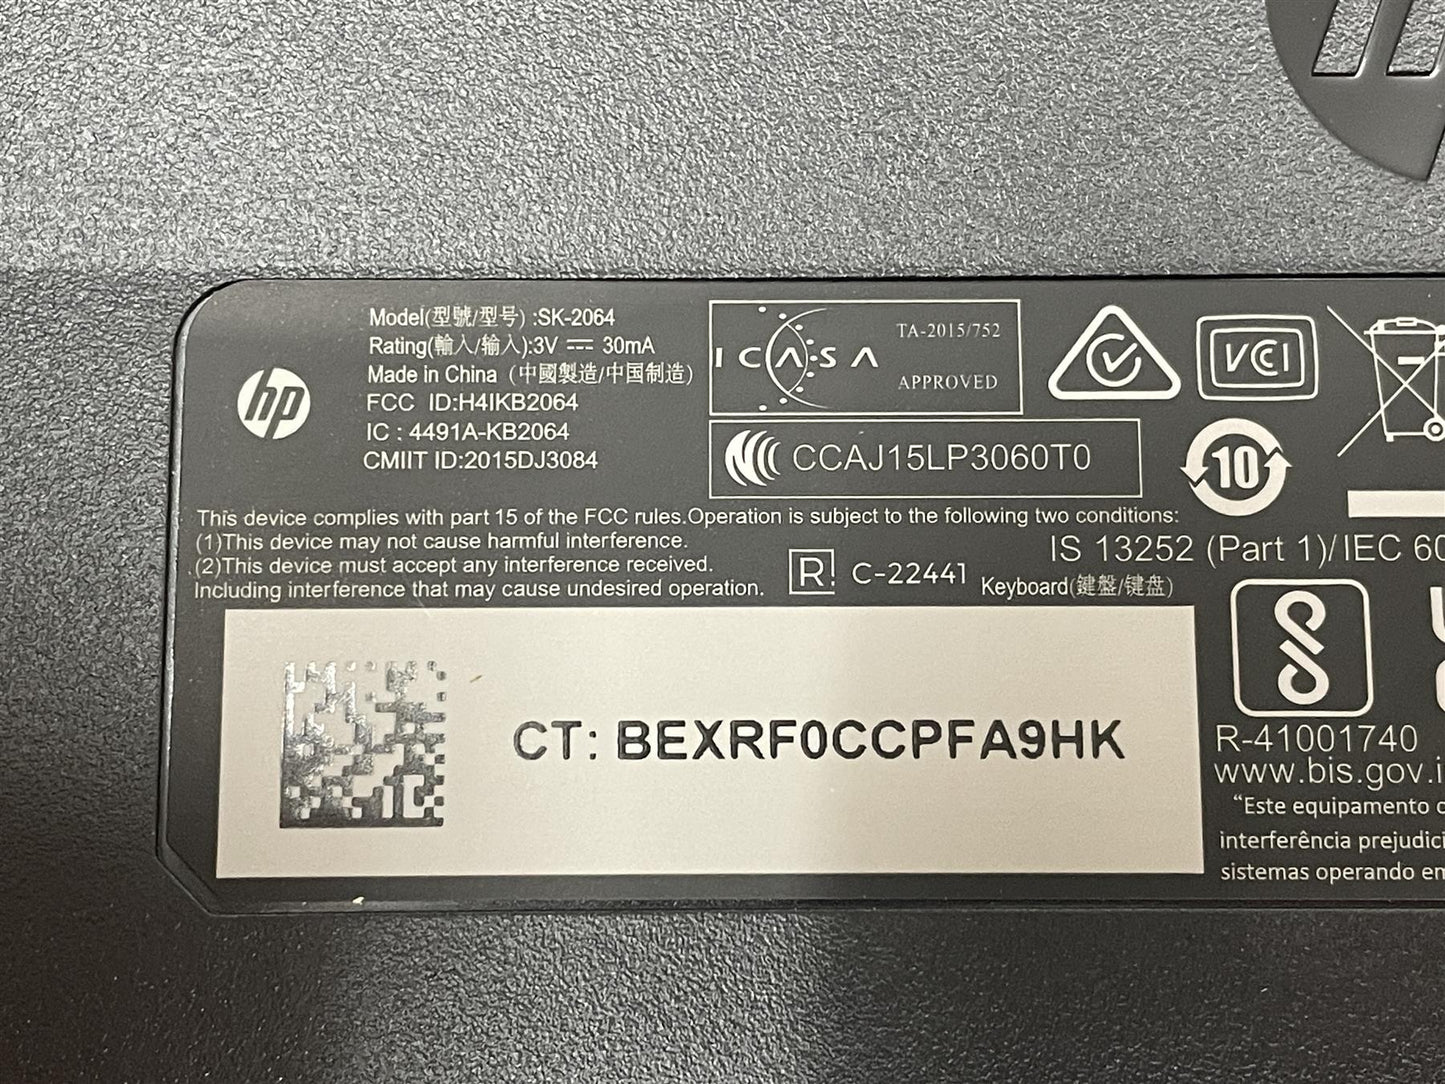 hp
Model(型號/型号) :SK-2064
Rating(輸入/输入):3V ⎓ 30mA
Made in China（中國製造/中国制造）
FCC ID:H4IKB2064
IC : 4491A-KB2064
CMIIT ID:2015DJ3084
ICASA
TA-2015/752
APPROVED
VCCI
CCAJ15LP3060T0
10
This device complies with part 15 of the FCC rules.Operation is subject to the following two conditions:
(1)This device may not cause harmful interference.
(2)This device must accept any interference received.
Including interference that may cause undesired operation.
R! C-22441 Keyboard(鍵盤/键盘)
IS 13252 (Part 1)/IEC 60
CT: BEXRF0CCPFA9HK
R-41001740
www.bis.gov.i
“Este equipamento
interferência prejudici
sistemas operando em